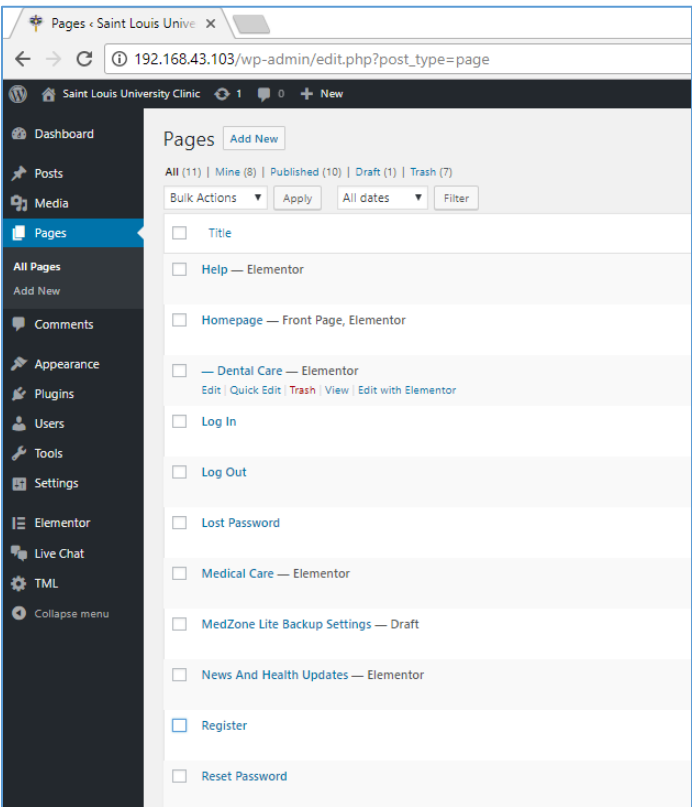 Pages ‹ Saint Louis Unive
192.168.43.103/wp-admin/edit.php?post_type=page
Saint Louis University Clinic 1 0 + New
Dashboard
Posts
Media
Pages
All Pages
Add New
Comments
Appearance
Plugins
Users
Tools
Settings
Elementor
Live Chat
TML
Collapse menu
Pages Add New
All (11) | Mine (8) | Published (10) | Draft (1) | Trash (7)
Bulk Actions Apply All dates Filter
Title
Help — Elementor
Homepage — Front Page, Elementor
— Dental Care — Elementor
Edit | Quick Edit | Trash | View | Edit with Elementor
Log In
Log Out
Lost Password
Medical Care — Elementor
MedZone Lite Backup Settings — Draft
News And Health Updates — Elementor
Register
Reset Password